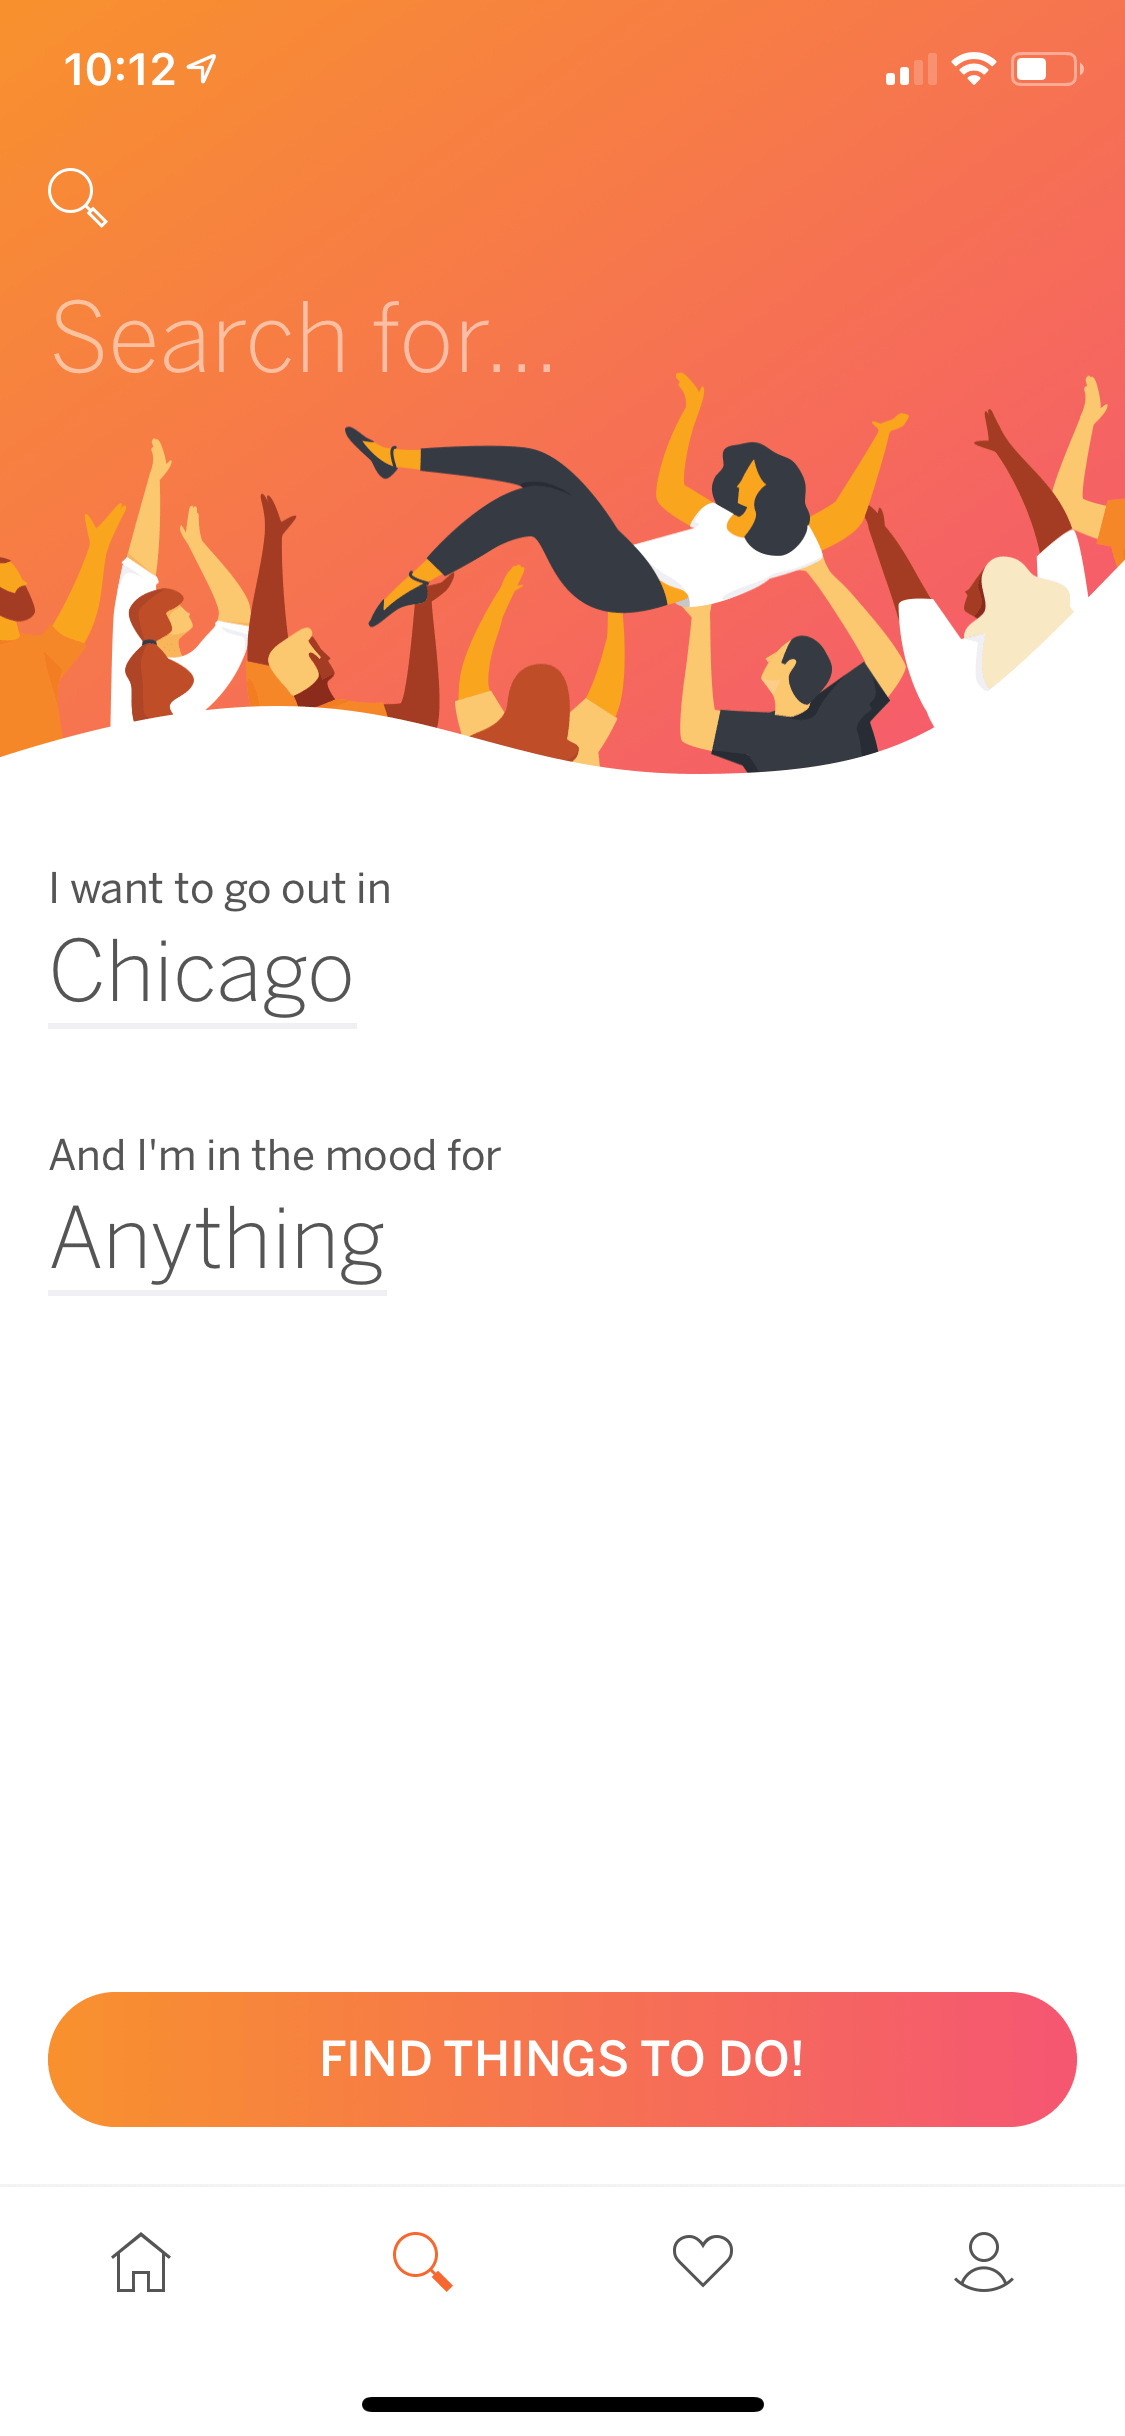 10:12
Search for...
I want to go out in
Chicago
And I'm in the mood for
Anything
FIND THINGS TO DO!